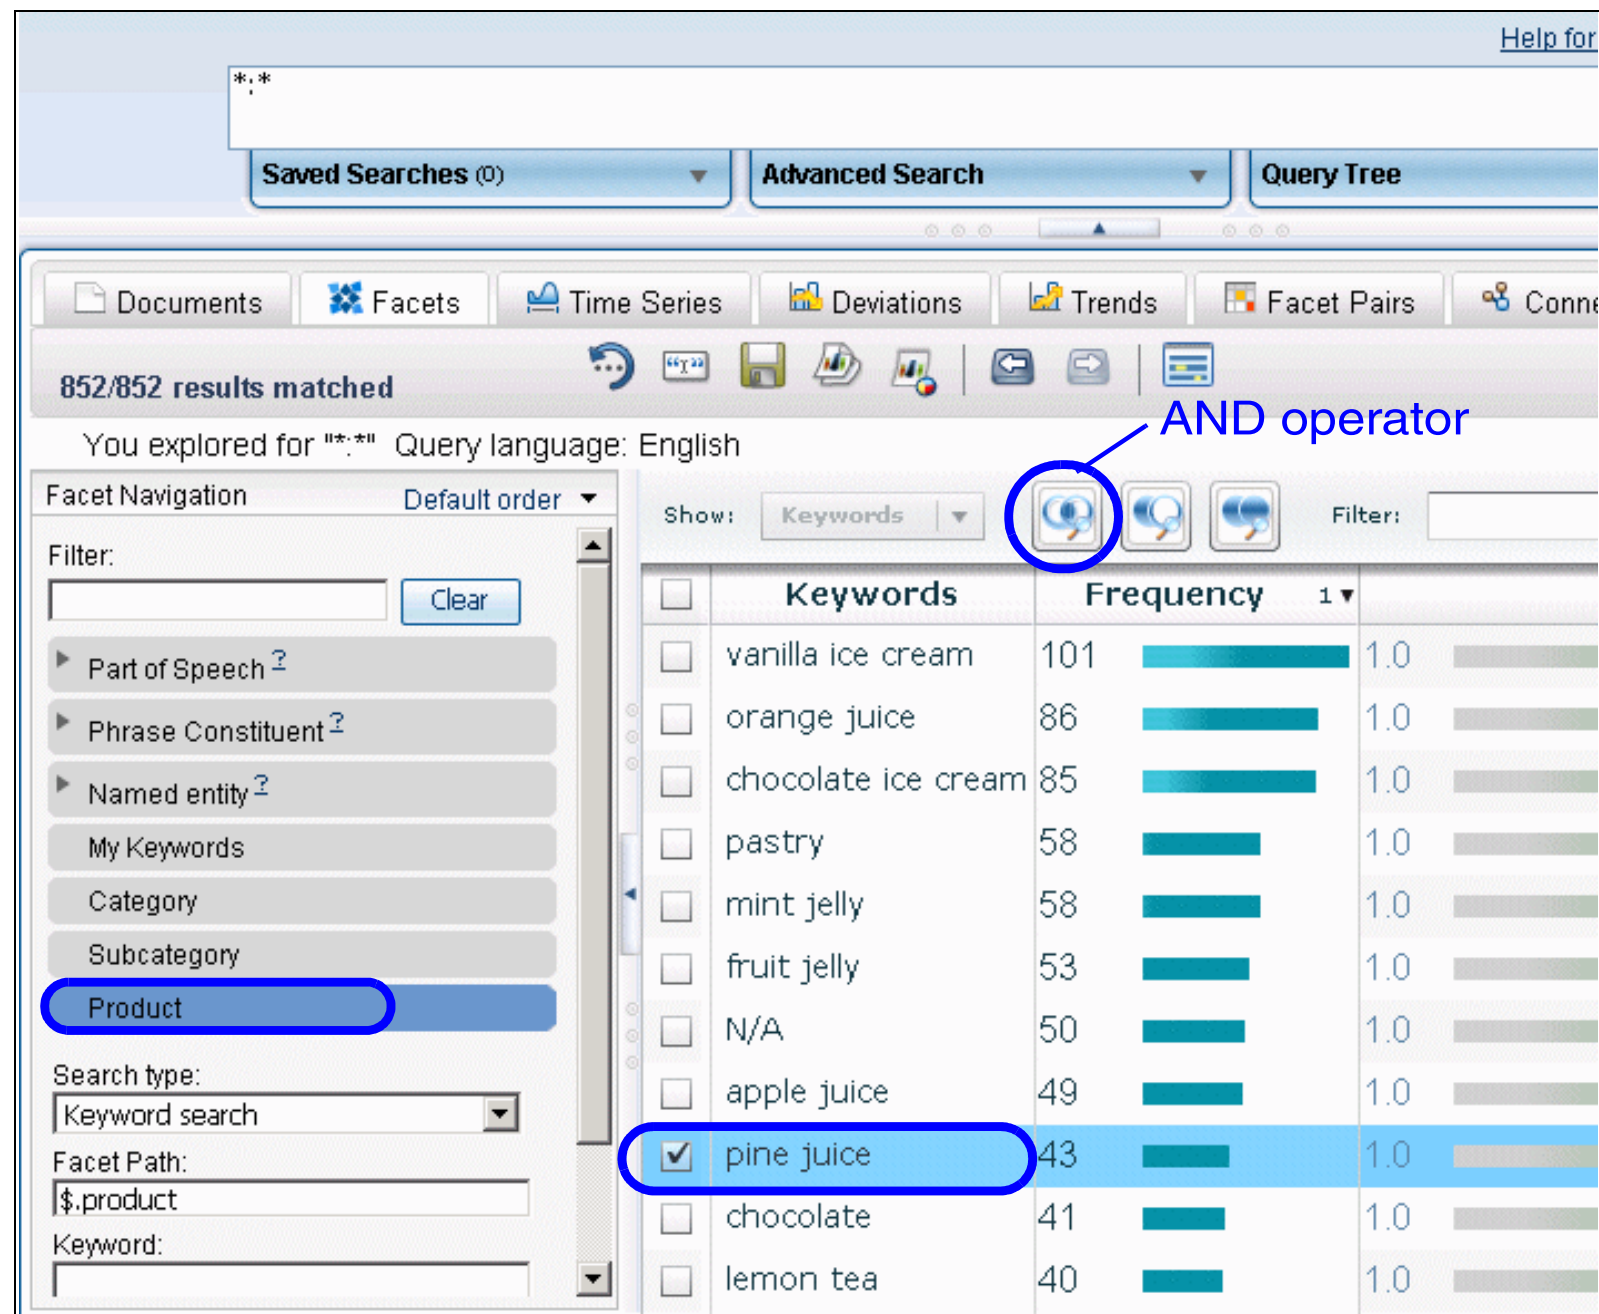 Help for
*:*
Saved Searches (0)
Advanced Search
Query Tree
Documents
Facets
Time Series
Deviations
Trends
Facet Pairs
852/852 results matched
AND operator
You explored for "*:*" Query language: English
Facet Navigation
Default order
Show:
Keywords
Filter:
Filter:
Clear
Keywords
Frequency
1
Part of Speech ?
Phrase Constituent ?
Named entity ?
My Keywords
Category
Subcategory
Product
Search type:
Keyword search
Facet Path:
$.product
Keyword:
vanilla ice cream 101 1.0
orange juice 86 1.0
chocolate ice cream 85 1.0
pastry 58 1.0
mint jelly 58 1.0
fruit jelly 53 1.0
N/A 50 1.0
apple juice 49 1.0
pine juice 43 1.0
chocolate 41 1.0
lemon tea 40 1.0